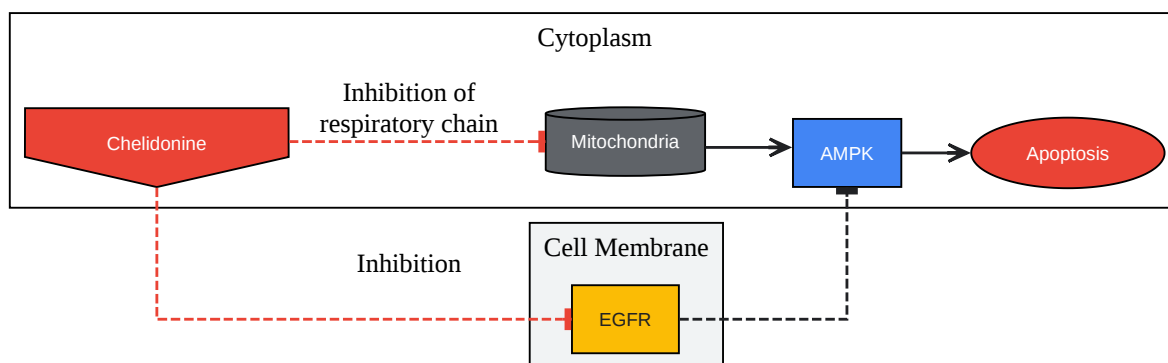 Cytoplasm
Inhibition of
respiratory chain
Chelidonine
Mitochondria
AMPK
Apoptosis
Cell Membrane
Inhibition
EGFR